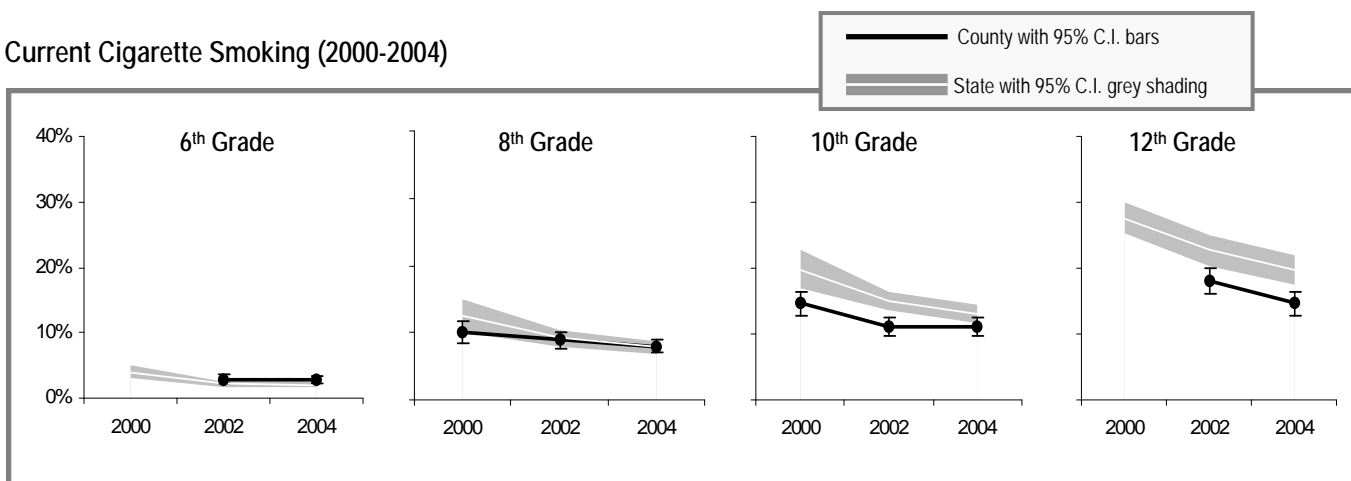 Current Cigarette Smoking (2000-2004)
County with 95% C.I. bars
State with 95% C.I. grey shading
6th Grade
8th Grade
10th Grade
12th Grade
40%
30%
20%
10%
0%
2000 2002 2004
2000 2002 2004
2000 2002 2004
2000 2002 2004